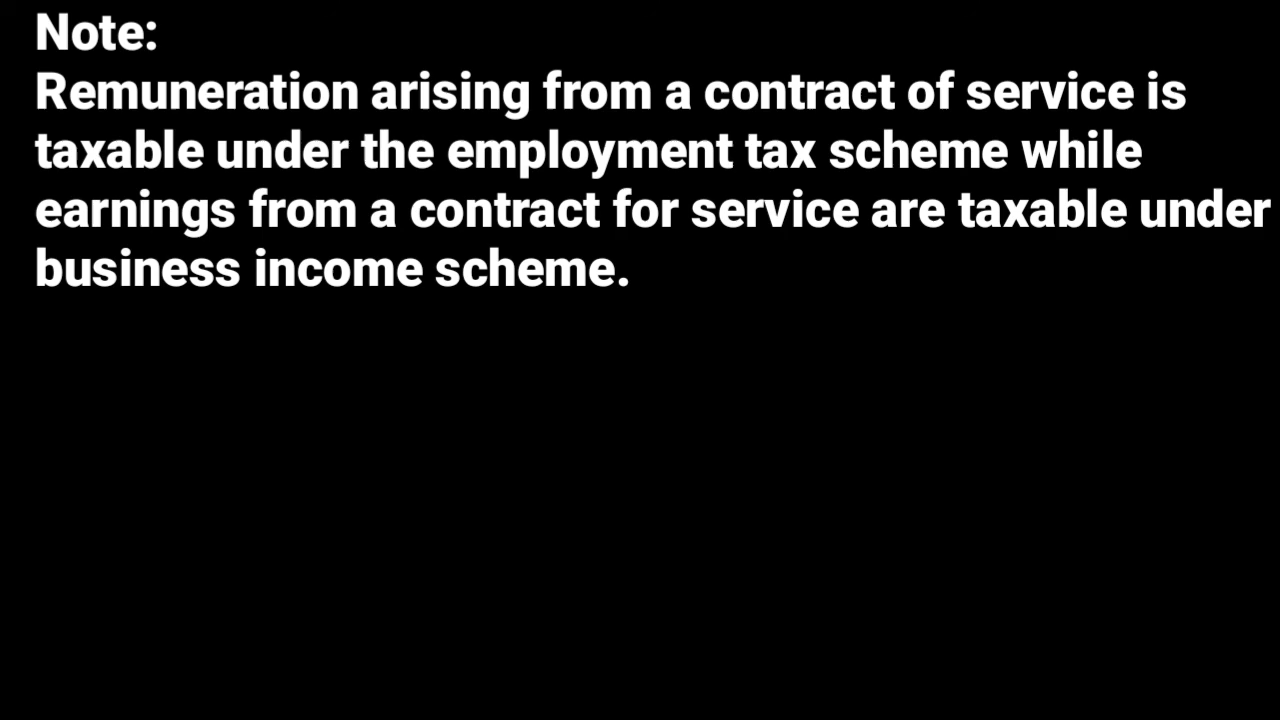 Note:
Remuneration arising from a contract of service is
taxable under the employment tax scheme while
earnings from a contract for service are taxable under
business income scheme.